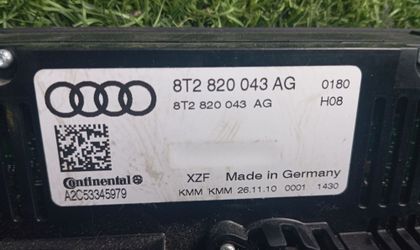 8T2 820 043 AG 0180
8T2 820 043 AG H08
Continental
A2C53345979
XZF Made in Germany
KMM KMM 26.11.10 0001 1430